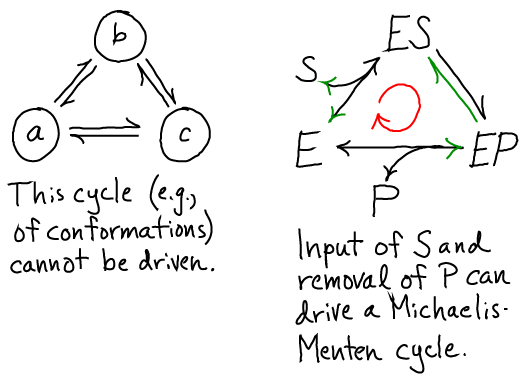 b
a
c
This cycle (e.g.,
of conformations)
cannot be driven.
ES
S
E
EP
P
Input of S and
removal of P can
drive a Michaelis-
Menten cycle.